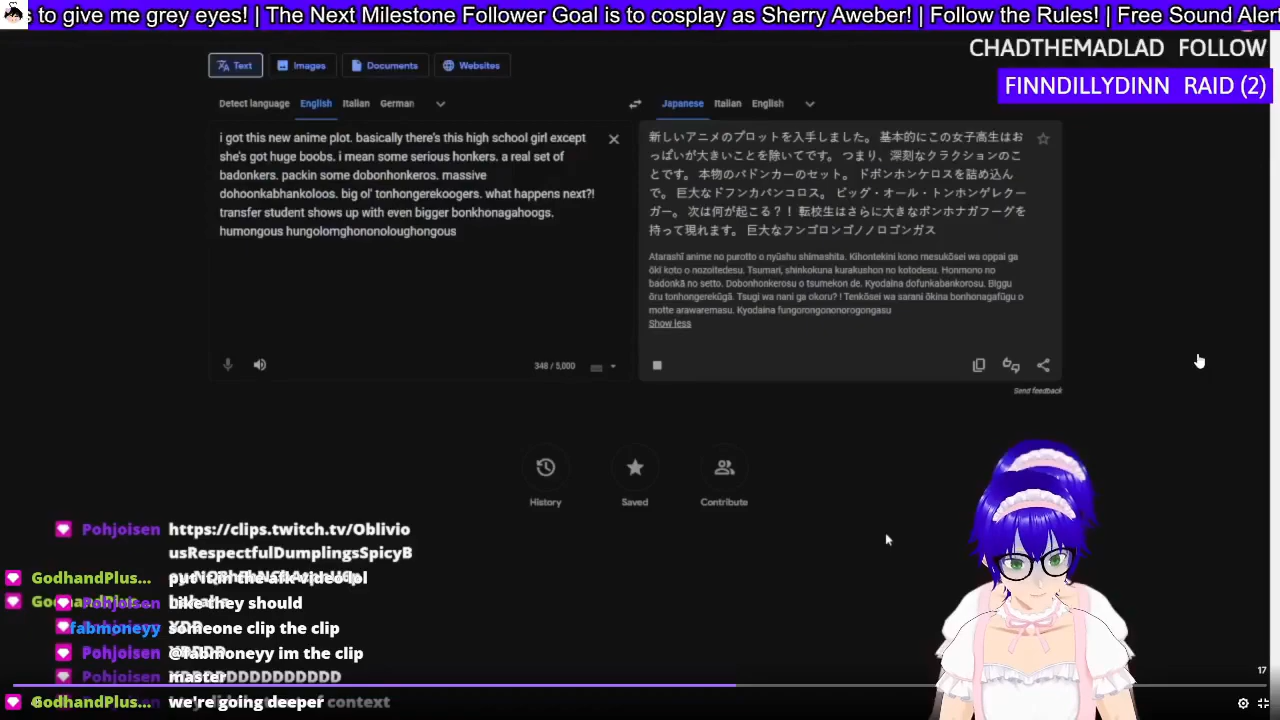 s to give me grey eyes! | The Next Milestone Follower Goal is to cosplay as Sherry Aweber! | Follow the Rules! | Free Sound Aler
CHADTHEMADLAD FOLLOW
FINNDILLYDINN RAID (2)
Text Images Documents Websites
Detect language English Italian German
Japanese Italian English
i got this new anime plot. basically there's this high school girl except
she's got huge boobs. i mean some serious honkers. a real set of
badonkers. packin some dobonhonkeros. massive
dohoonkabhankoloos. big ol' tonhongerekoogers. what happens next?!
transfer student shows up with even bigger bonkhonagahoogs.
humongous hungolomghononoloughongous
348 / 5,000
新しいアニメのプロットを入手しました。 基本的にこの女子高生はお
っぱいが大きいことを除いてです。 つまり、深刻なクラクションのこ
とです。 本物のバドンカーのセット。 ドボンホンケロスを詰め込ん
で。 巨大なドフンカバンコロス。 ビッグ・オール・トンホンゲレクー
ガー。 次は何が起こる？！ 転校生はさらに大きなボンホナガフーグを
持って現れます。 巨大なフンゴロンゴノノロゴンガス
Atarashī anime no purotto o nyūshu shimashita. Kihontekini kono mesukōsei wa oppai ga
ōkī koto o nozoitedesu. Tsumari, shinkokuna kurakushon no kotodesu. Honmono no
badonkā no setto. Dobonhonkerosu o tsumekon de. Kyodaina dofunkabankorosu. Biggu
ōru tonhongerekūgā. Tsugi wa nani ga okoru? ! Tenkōsei wa sarani ōkina bonhonagafūgu o
motte arawaremasu. Kyodaina fungorongononorogongasu
Show less
Send feedback
History Saved Contribute
Pohjoisen https://clips.twitch.tv/Oblivio
usRespectfulDumplingsSpicyB
GodhandPlus... put it in the afk video lol
Pohjoisen like they should
fabmoneyy someone clip the clip
Pohjoisen @fabmoneyy im the clip
master
GodhandPlus... we're going deeper context
17